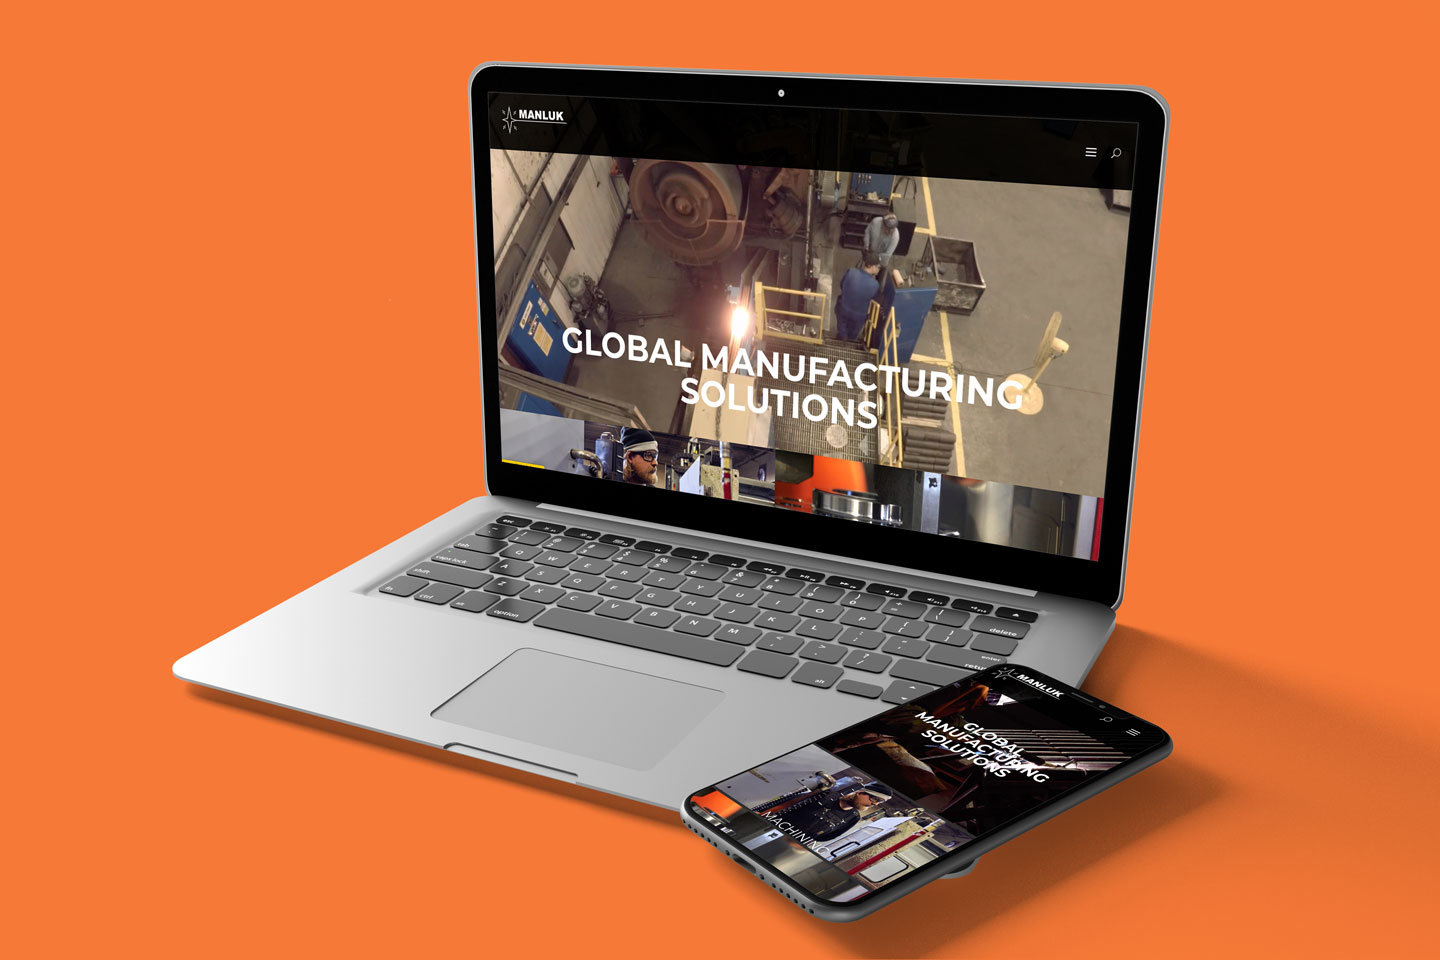 MANLUK
GLOBAL MANUFACTURING
SOLUTIONS
esc
tab
Q W E R T Y U I O P
delete
caps lock
A S D F G H J K L
enter
shift
Z X C V B N M
fn ctrl alt option
alt
MANLUK
GLOBAL
MANUFACTURING
SOLUTIONS
MACHINING